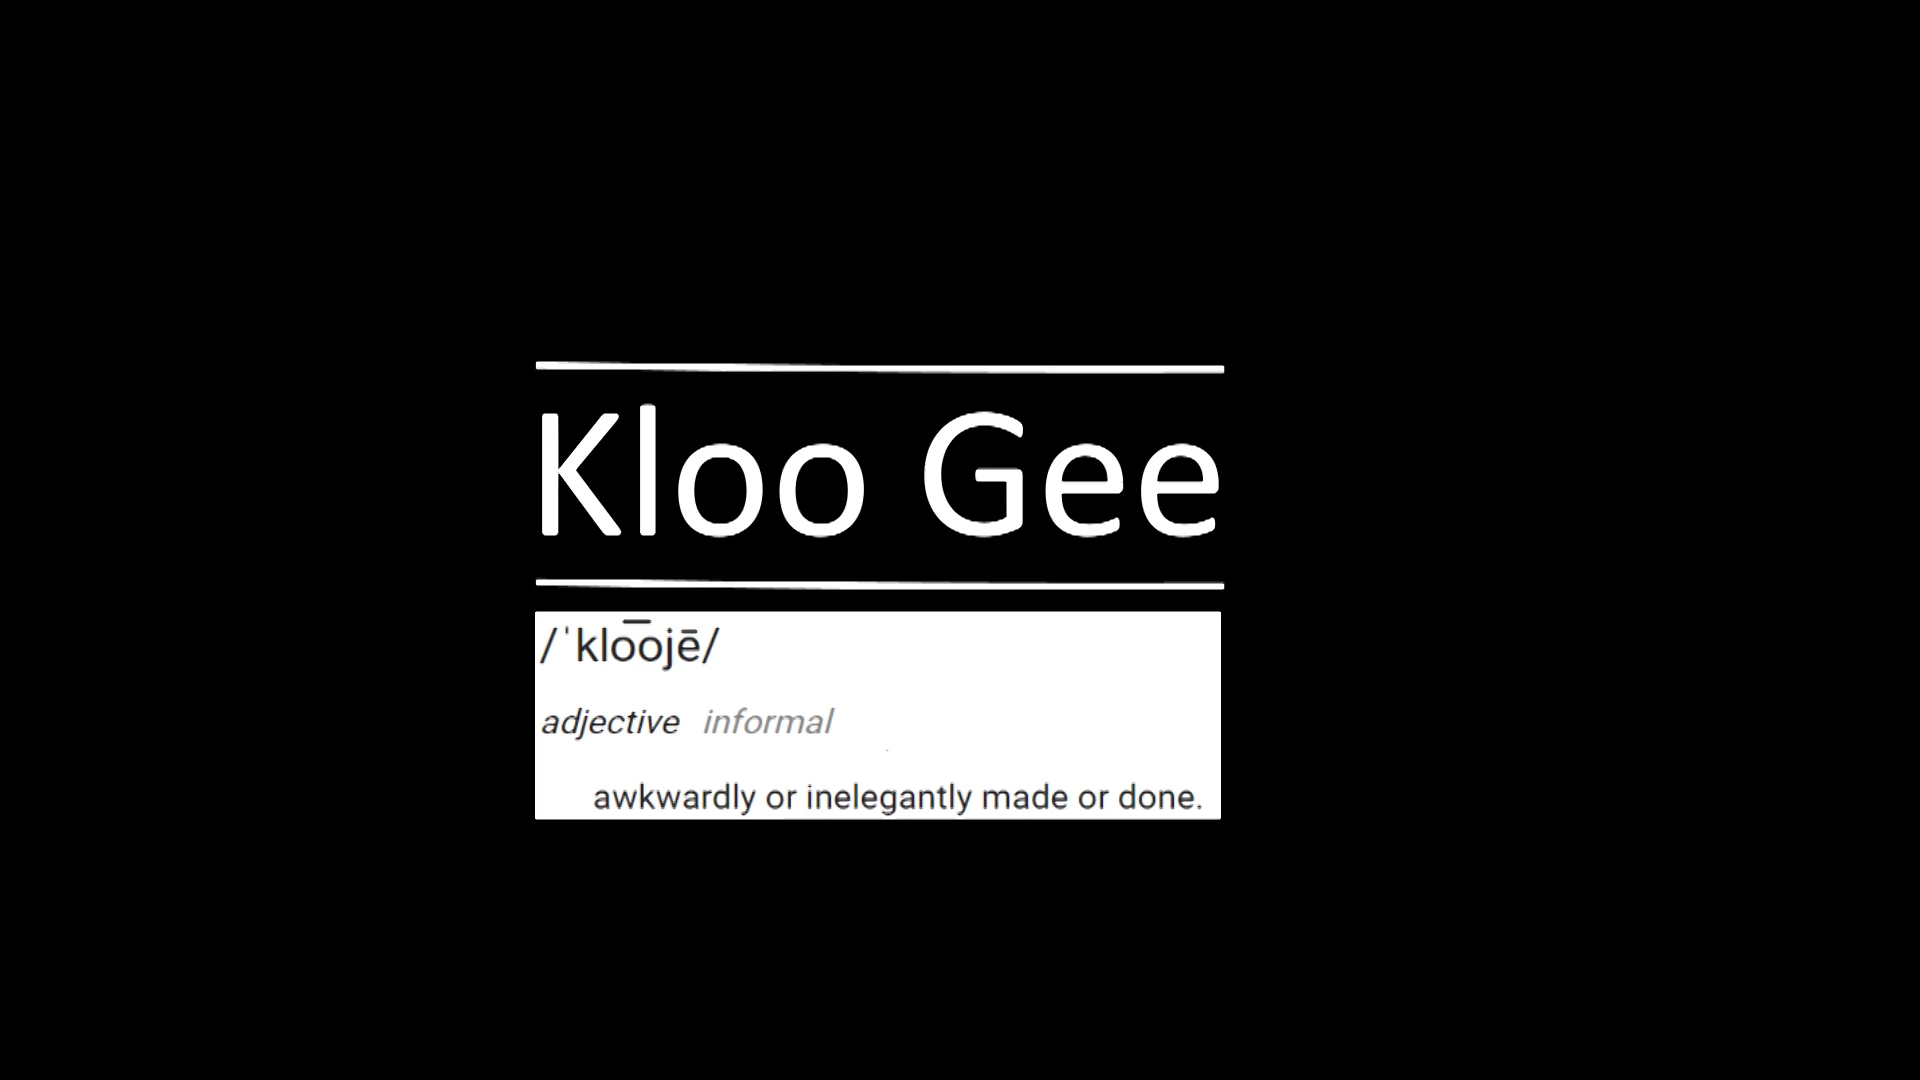 Kloo Gee
/ˈklo͞ojē/
adjective informal
awkwardly or inelegantly made or done.